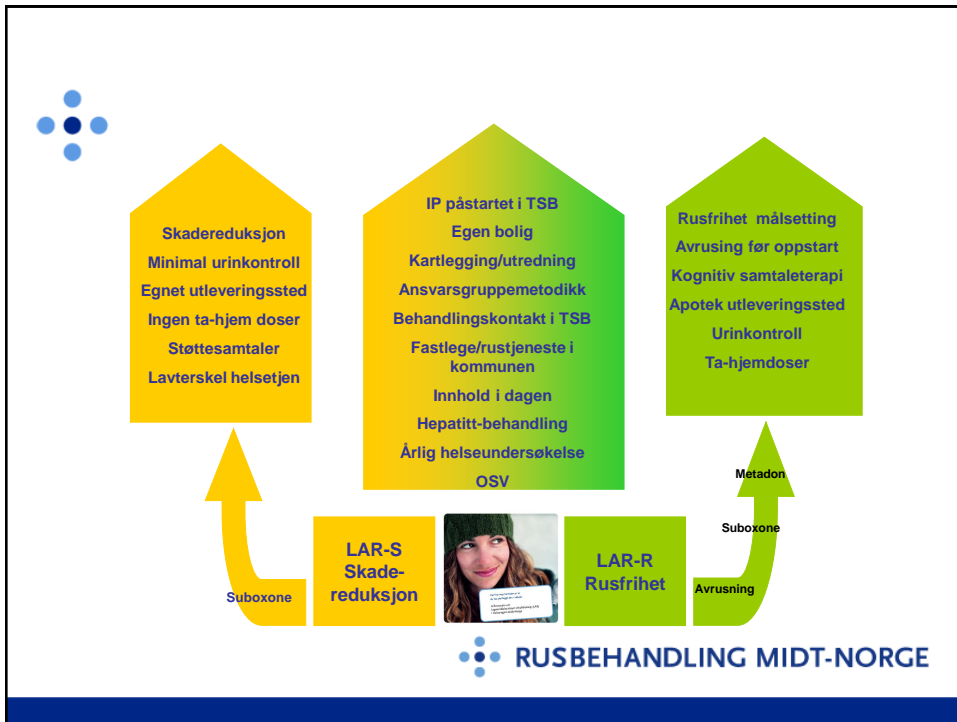 Skadereduksjon
Minimal urinkontroll
Egnet utleveringssted
Ingen ta-hjem doser
Støttesamtaler
Lavterskel helsetjen
IP påstartet i TSB
Egen bolig
Kartlegging/utredning
Ansvarsgruppemetodikk
Behandlingskontakt i TSB
Fastlege/rustjeneste i
kommunen
Innhold i dagen
Hepatitt-behandling
Årlig helseundersøkelse
OSV
Rusfrihet målsetting
Avrusing før oppstart
Kognitiv samtaleterapi
Apotek utleveringssted
Urinkontroll
Ta-hjemdoser
Suboxone
LAR-S
Skade-
reduksjon
LAR-R
Rusfrihet
Metadon
Suboxone
Avrusning
RUSBEHANDLING MIDT-NORGE